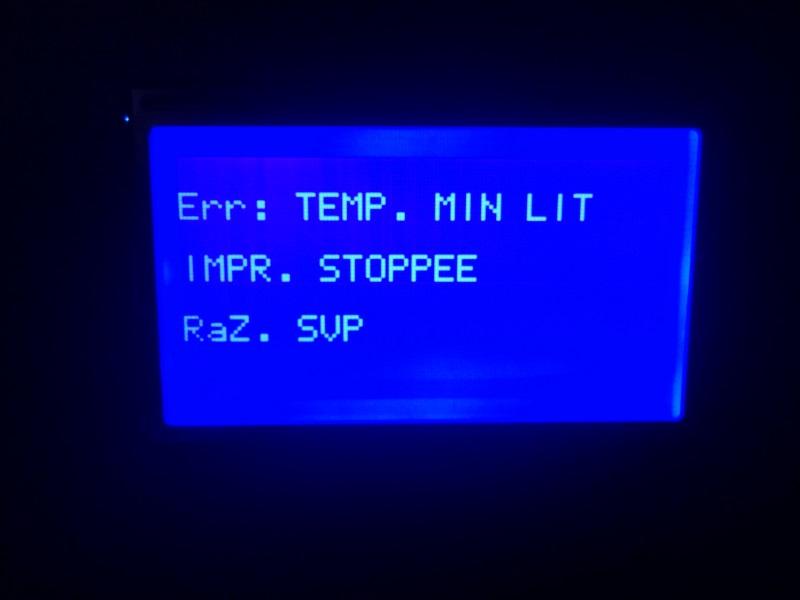 Err: TEMP. MIN LIT
IMPR. STOPPEE
RaZ. SVP